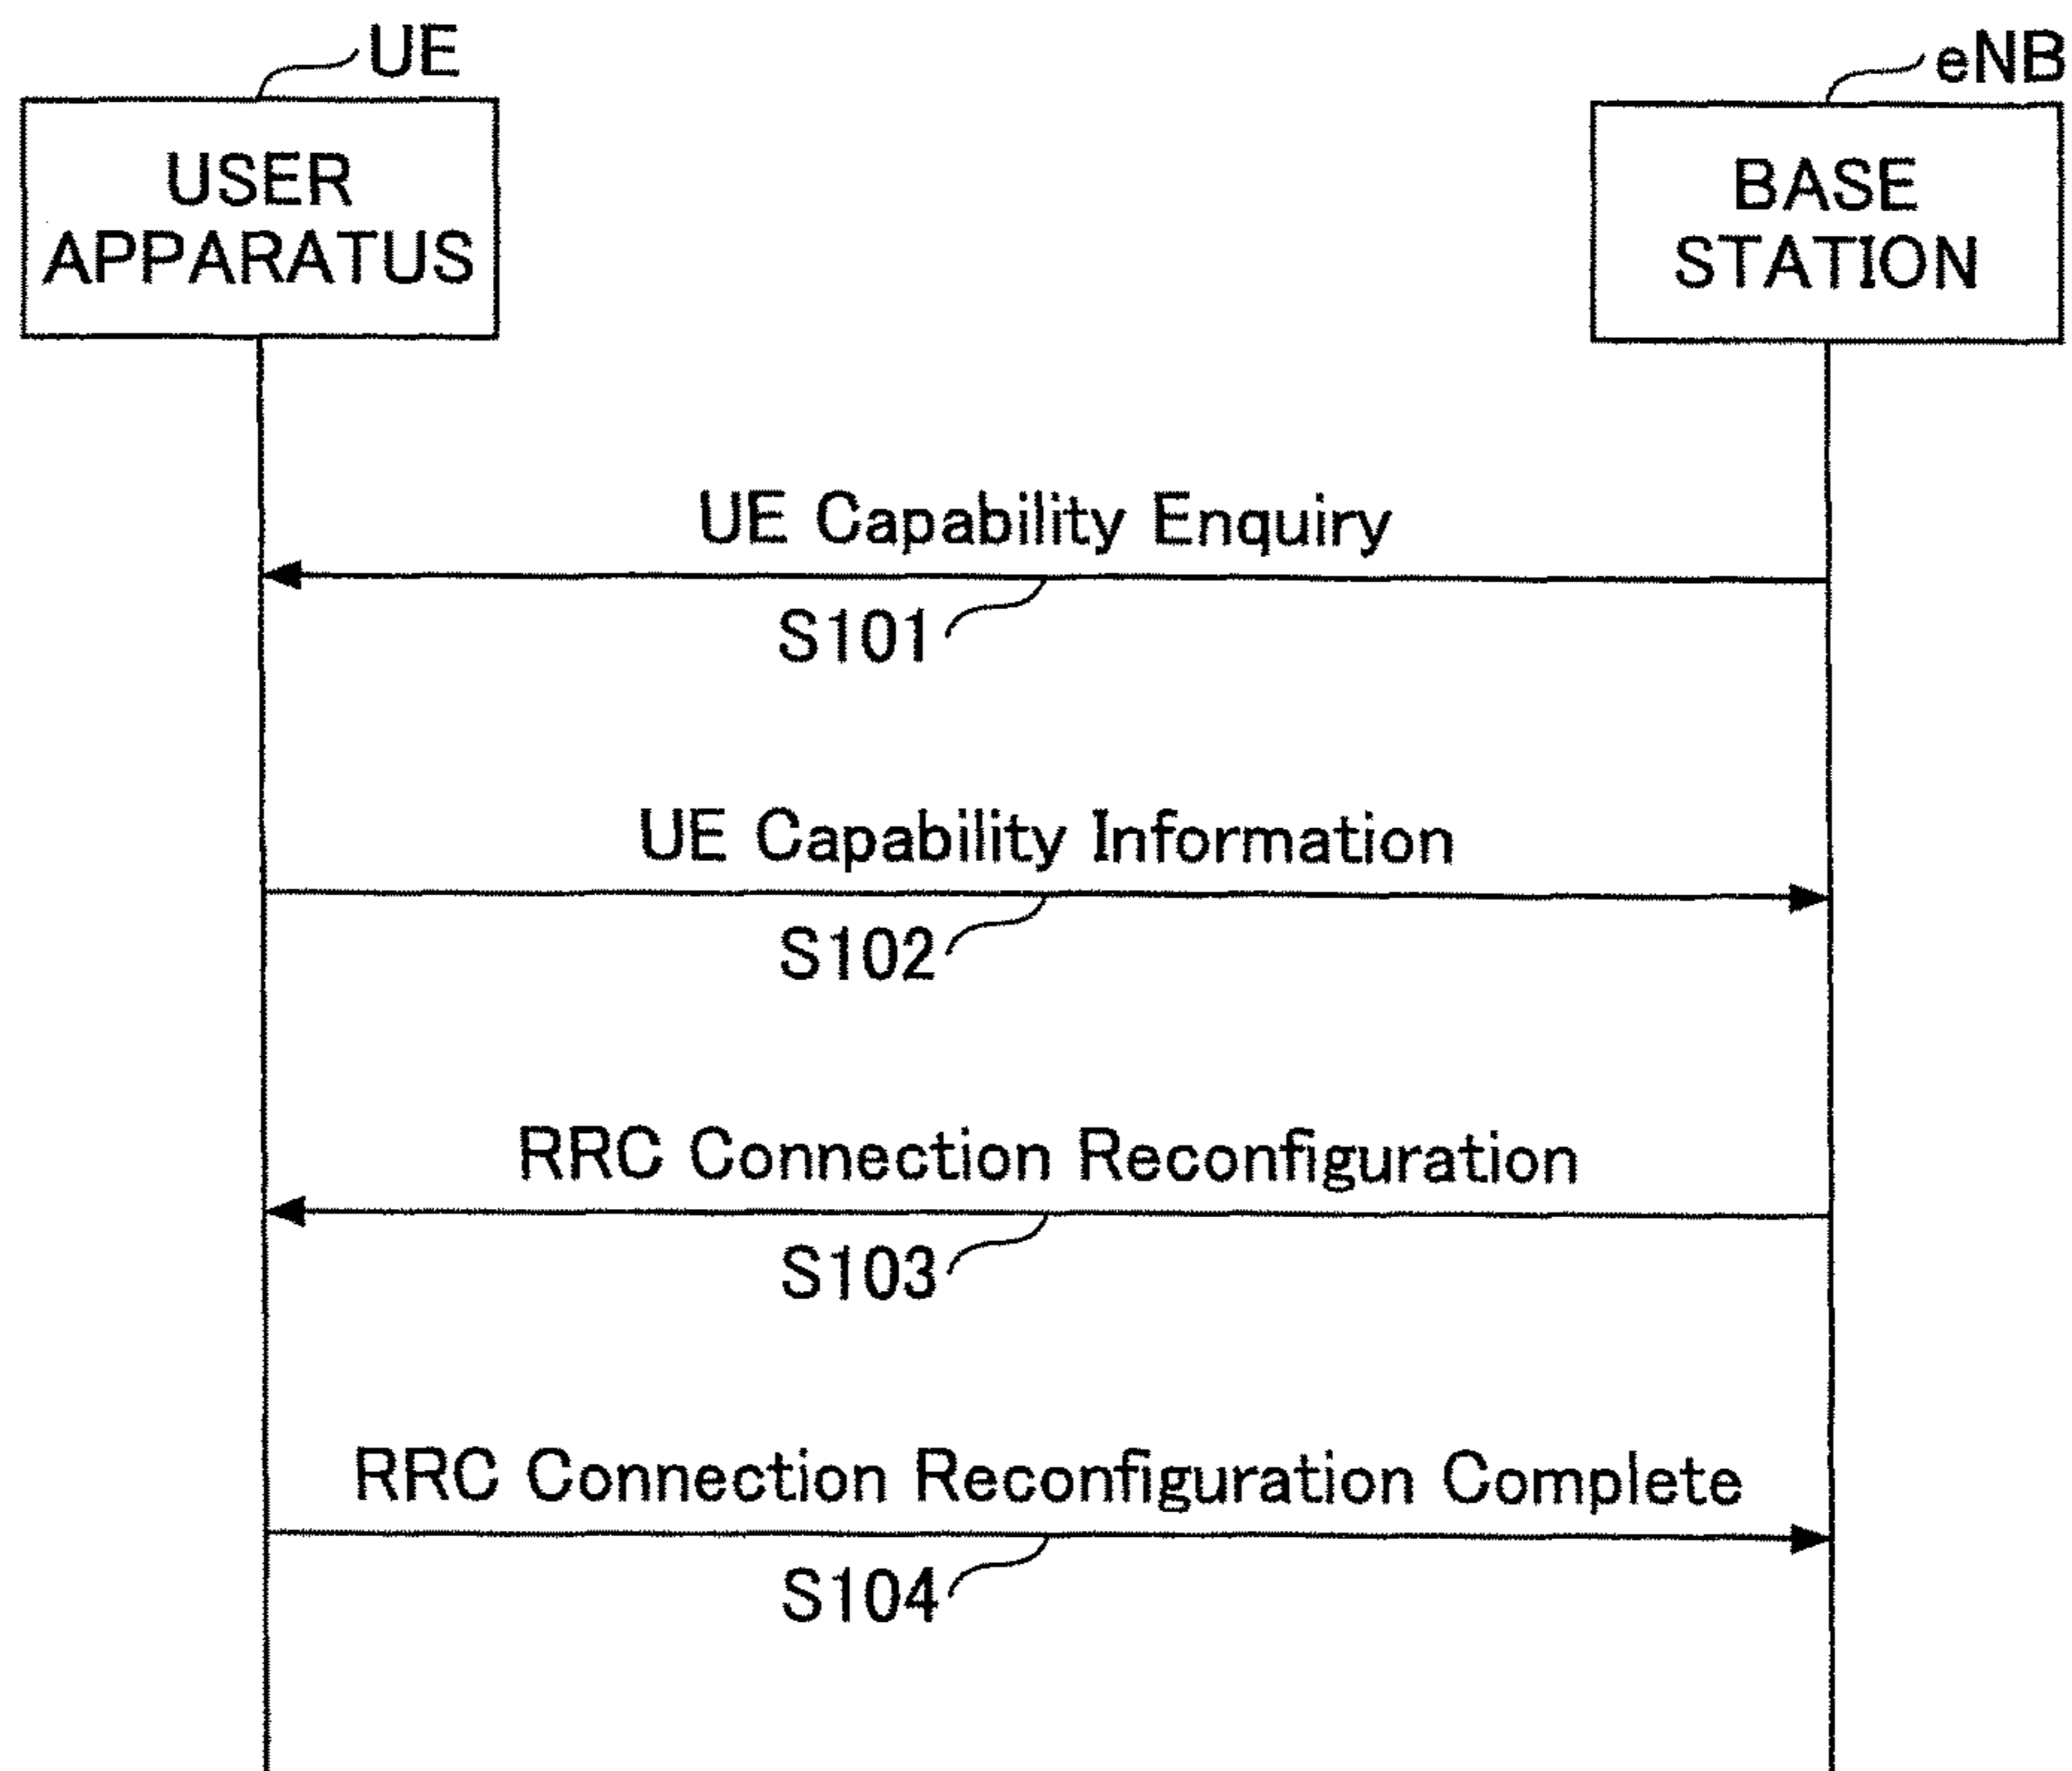 UE
eNB
USER
APPARATUS
BASE
STATION
UE Capability Enquiry
S101
UE Capability Information
S102
RRC Connection Reconfiguration
S103
RRC Connection Reconfiguration Complete
S104